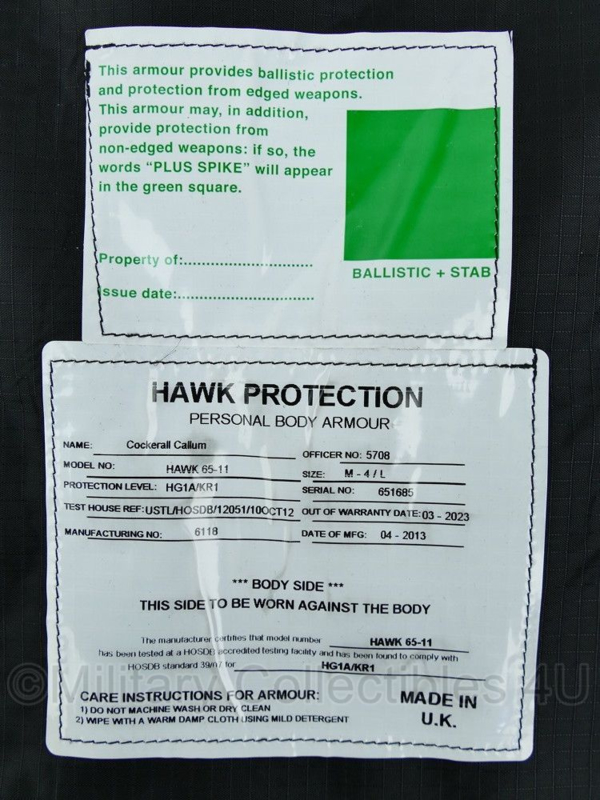 This armour provides ballistic protection
and protection from edged weapons.
This armour may, in addition,
provide protection from
non-edged weapons: if so, the
words "PLUS SPIKE" will appear
in the green square.
BALLISTIC + STAB
Property of:..............................
Issue date:................................
HAWK PROTECTION
PERSONAL BODY ARMOUR
NAME: Cockerall Callum OFFICER NO: 5708
MODEL NO: HAWK 65-11 SIZE: M - 4 / L
PROTECTION LEVEL: HG1A/KR1 SERIAL NO: 651685
TEST HOUSE REF: USTL/HOSDB/12051/10OCT12 OUT OF WARRANTY DATE: 03 - 2023
MANUFACTURING NO: 6118 DATE OF MFG: 04 - 2013
*** BODY SIDE ***
THIS SIDE TO BE WORN AGAINST THE BODY
The manufacturer certifies that model number HAWK 65-11
has been tested at a HOSDB accredited testing facility and has been found to comply with
HOSDB standard 39/07 for HG1A/KR1
©Military Collectibles 4U
CARE INSTRUCTIONS FOR ARMOUR:
1) DO NOT MACHINE WASH OR DRY CLEAN
2) WIPE WITH A WARM DAMP CLOTH USING MILD DETERGENT
MADE IN
U.K.